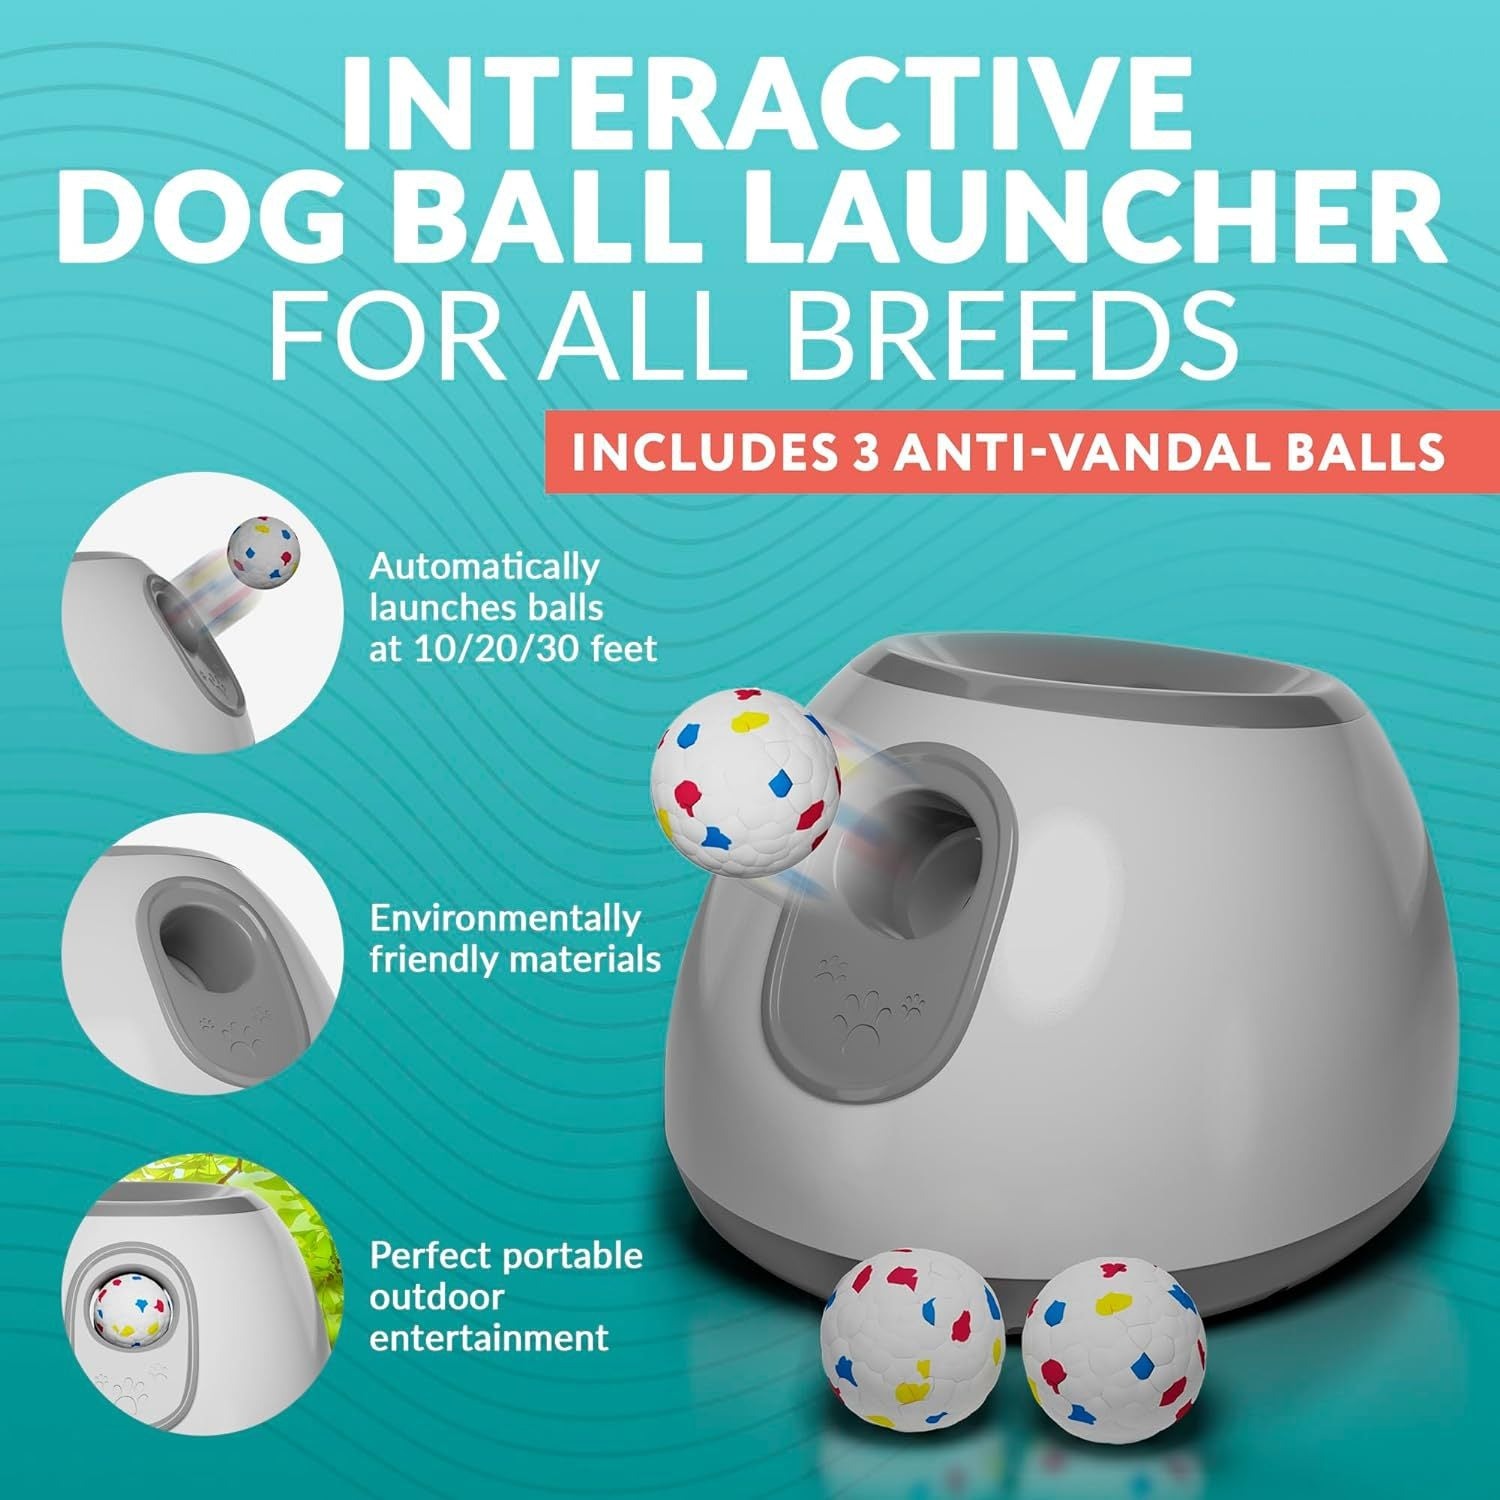 INTERACTIVE
DOG BALL LAUNCHER
FOR ALL BREEDS
INCLUDES 3 ANTI-VANDAL BALLS
Automatically
launches balls
at 10/20/30 feet
Environmentally
friendly materials
Perfect portable
outdoor
entertainment